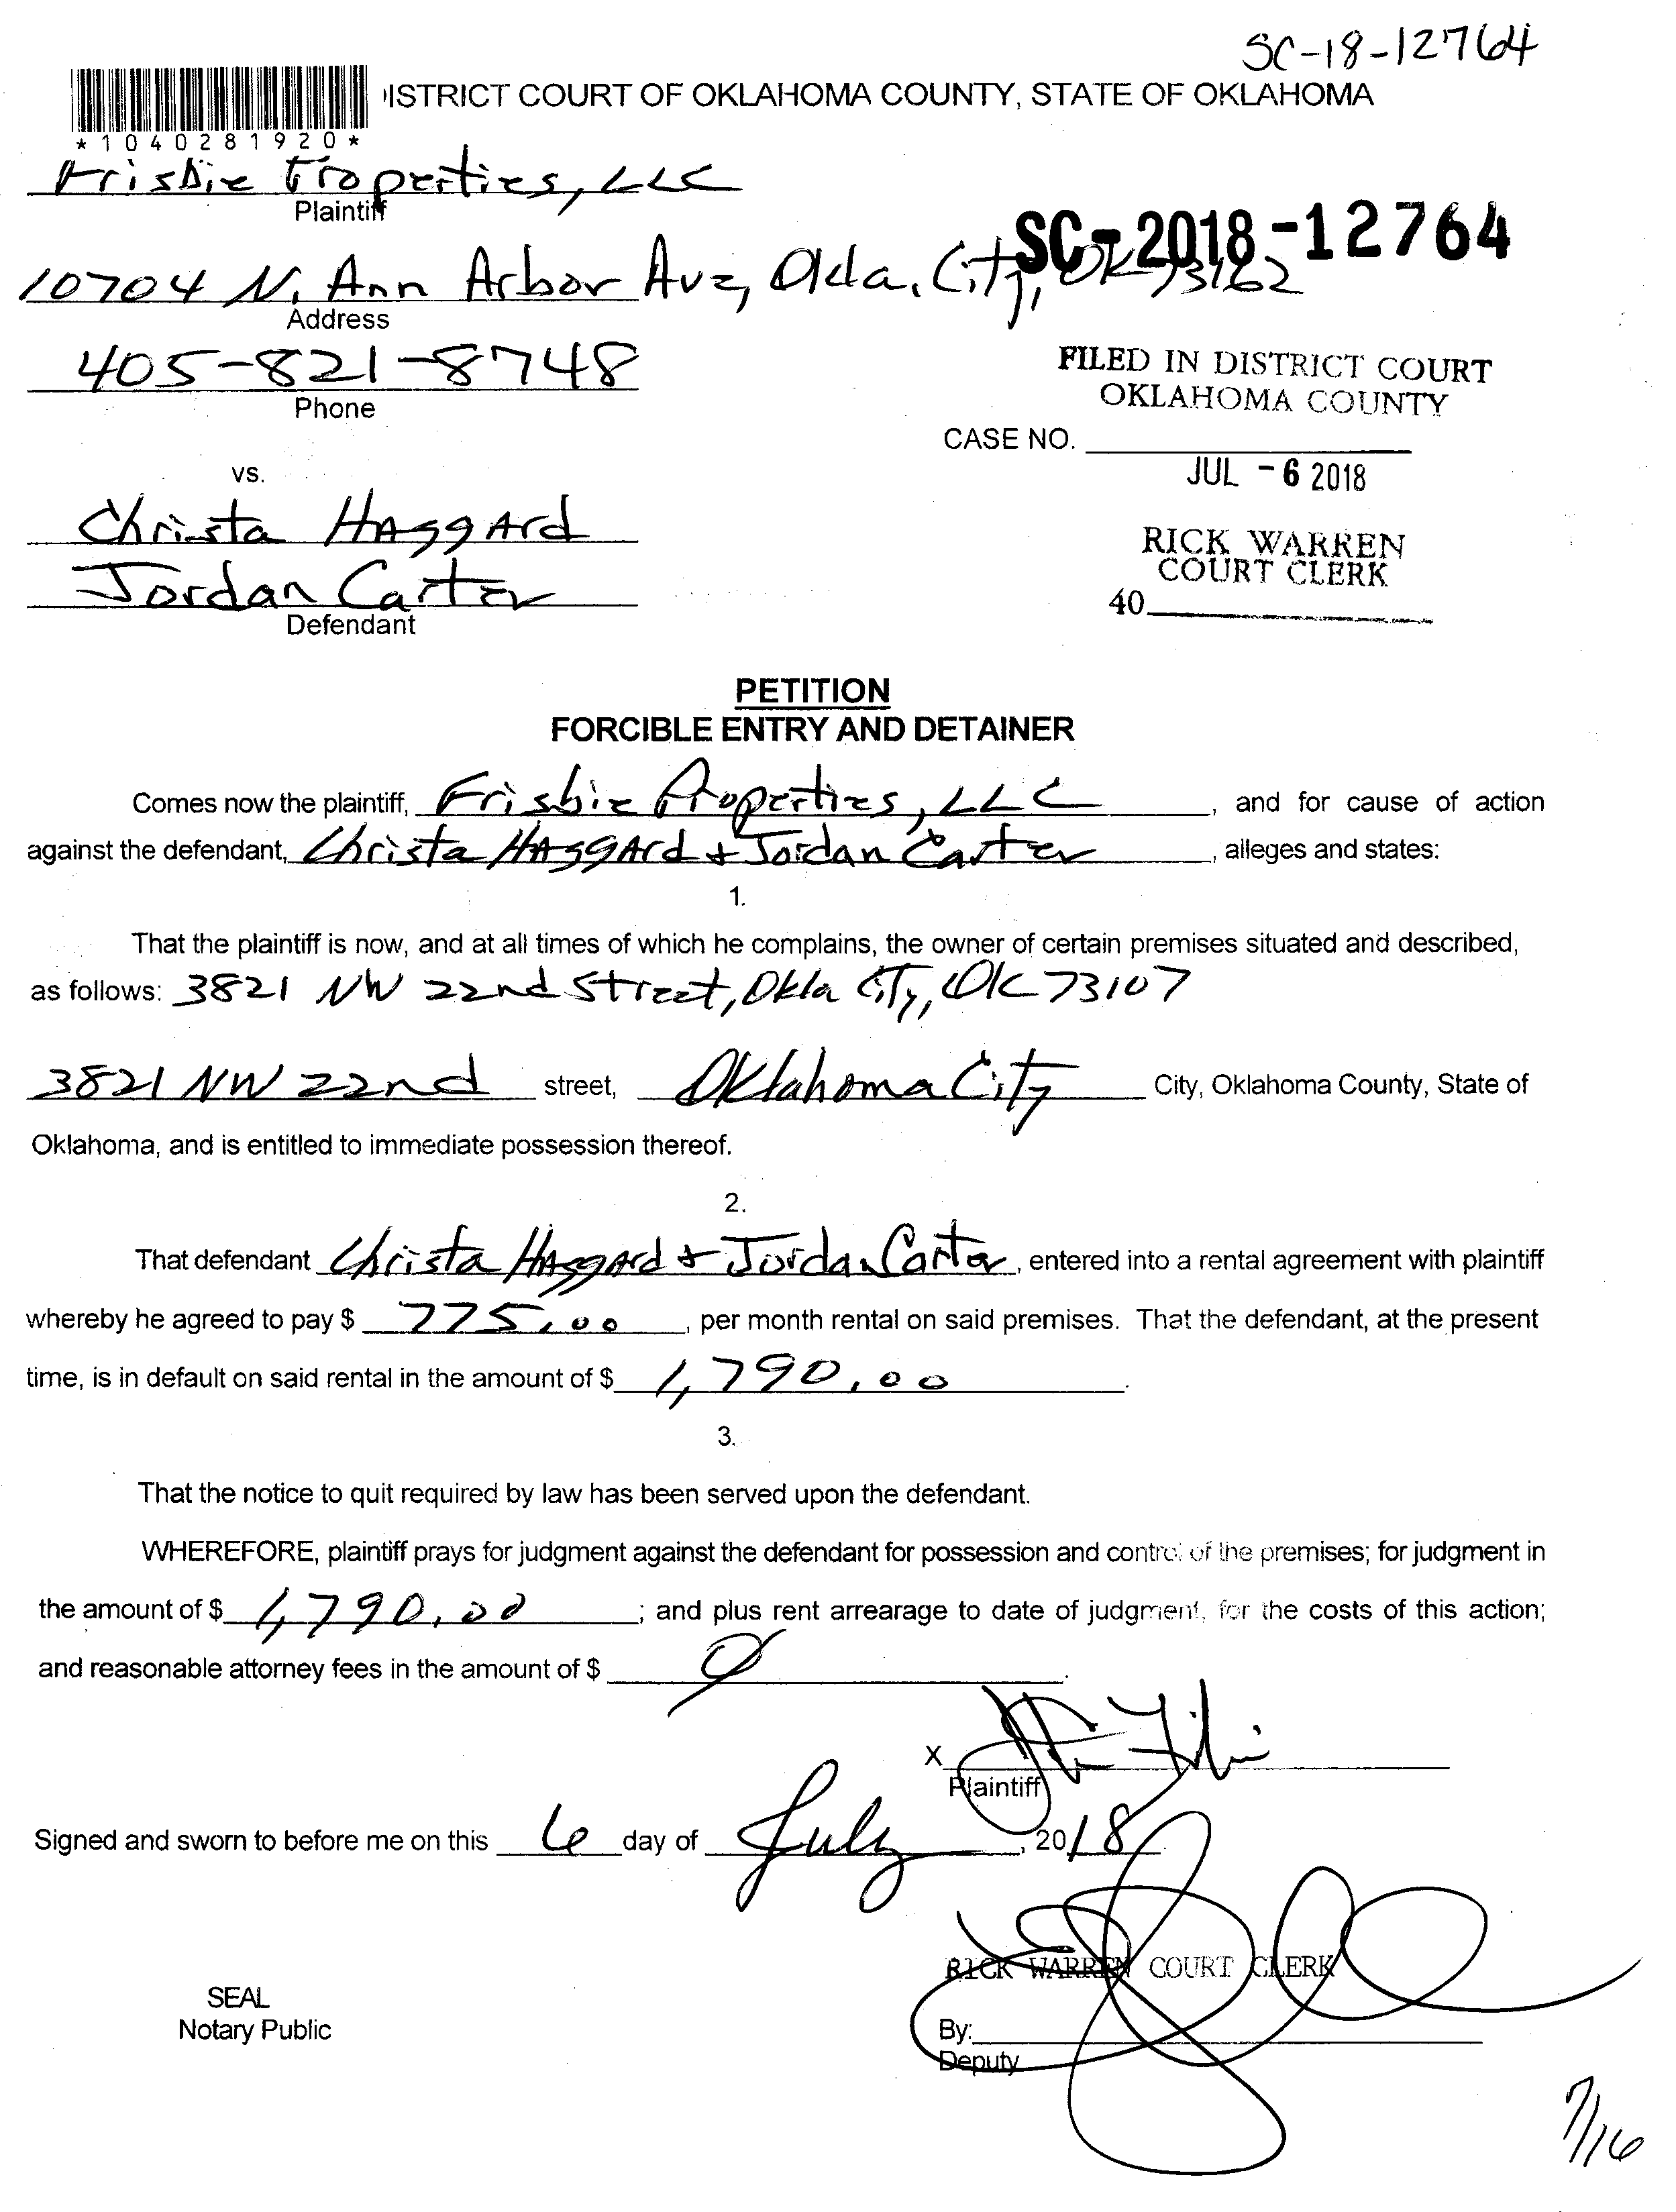 SC-18-12764
ISTRICT COURT OF OKLAHOMA COUNTY, STATE OF OKLAHOMA
*1040281920*
Frisbie Properties, LLC
Plaintiff
SC-2018-12764
10704 N. Ann Arbor Ave, Okla. City, OK 73162
Address
405-821-8748
Phone
FILED IN DISTRICT COURT
OKLAHOMA COUNTY
CASE NO.
JUL -6 2018
vs.
Christa Haggard
RICK WARREN
COURT CLERK
Jordan Carter
40
Defendant
PETITION
FORCIBLE ENTRY AND DETAINER
Comes now the plaintiff, Frisbie Properties, LLC, and for cause of action
against the defendant, Christa Haggard + Jordan Carter, alleges and states:
1.
That the plaintiff is now, and at all times of which he complains, the owner of certain premises situated and described,
as follows: 3821 NW 22nd Street, Okla City, OK 73107
3821 NW 22nd street, Oklahoma City City, Oklahoma County, State of
Oklahoma, and is entitled to immediate possession thereof.
2.
That defendant Christa Haggard + Jordan Carter, entered into a rental agreement with plaintiff
whereby he agreed to pay $ 775.00, per month rental on said premises. That the defendant, at the present
time, is in default on said rental in the amount of $ 1,790.00.
3.
That the notice to quit required by law has been served upon the defendant.
WHEREFORE, plaintiff prays for judgment against the defendant for possession and control of the premises; for judgment in
the amount of $ 1,790.00; and plus rent arrearage to date of judgment, for the costs of this action;
and reasonable attorney fees in the amount of $ 0.
X
Plaintiff
Signed and sworn to before me on this 6 day of July, 2018.
RICK WARREN COURT CLERK
SEAL
Notary Public
By:
Deputy
7/16